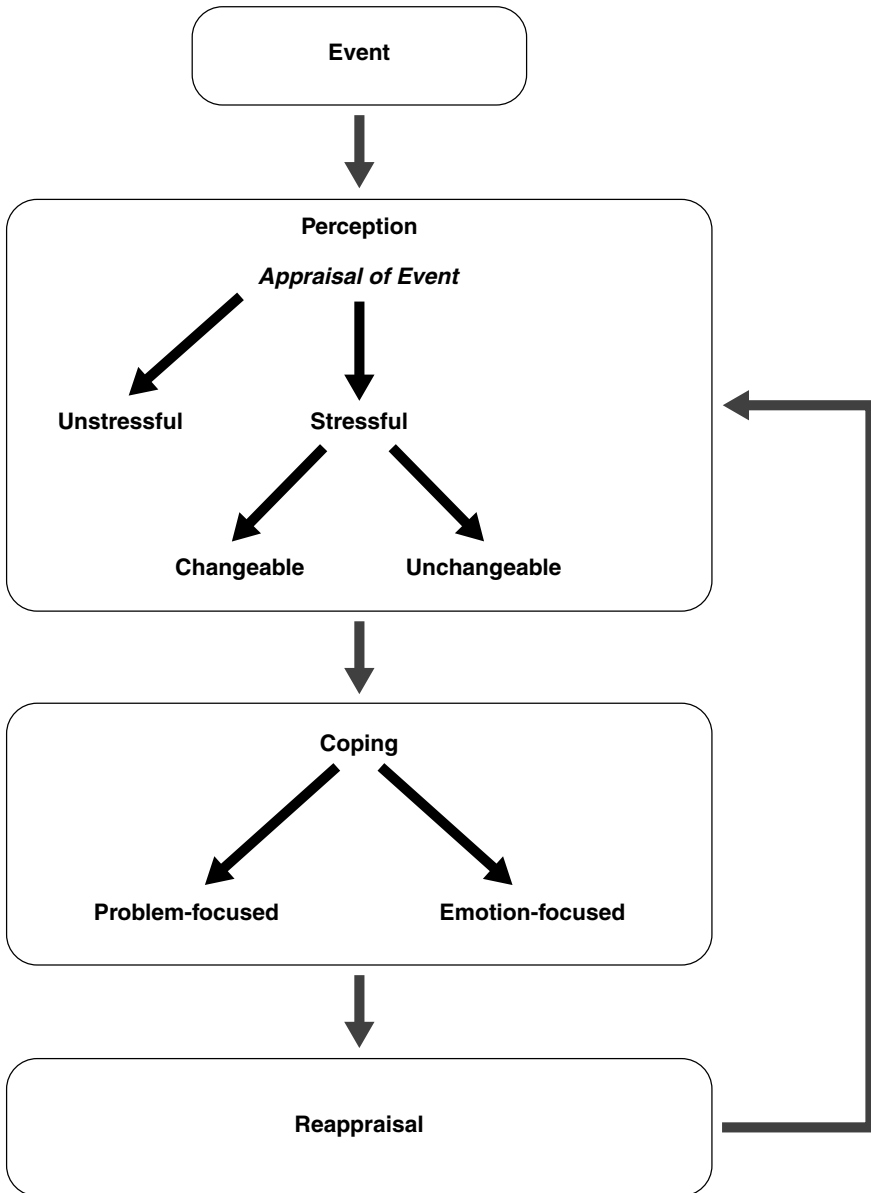 Event
Perception
Appraisal of Event
Unstressful
Stressful
Changeable
Unchangeable
Coping
Problem-focused
Emotion-focused
Reappraisal